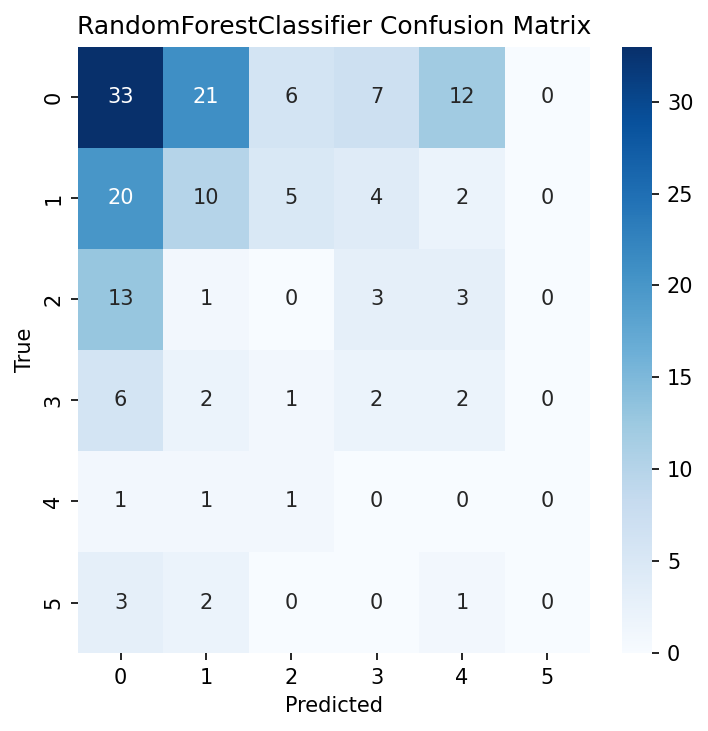 RandomForestClassifier Confusion Matrix
0 33 21 6 7 12 0
1 20 10 5 4 2 0
2 13 1 0 3 3 0
3 6 2 1 2 2 0
4 1 1 1 0 0 0
5 3 2 0 0 1 0
0 1 2 3 4 5
True
Predicted
30
25
20
15
10
5
0